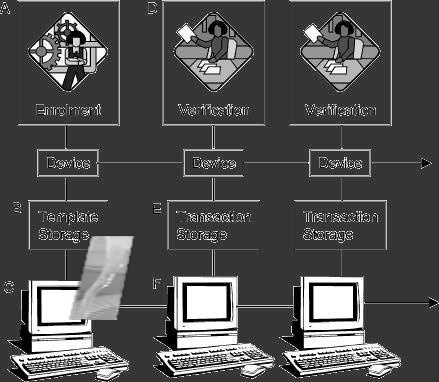 A
D
Enrolment
Verification
Verification
Device
Device
Device
B
Template
Storage
E
Transaction
Storage
Transaction
Storage
C
F